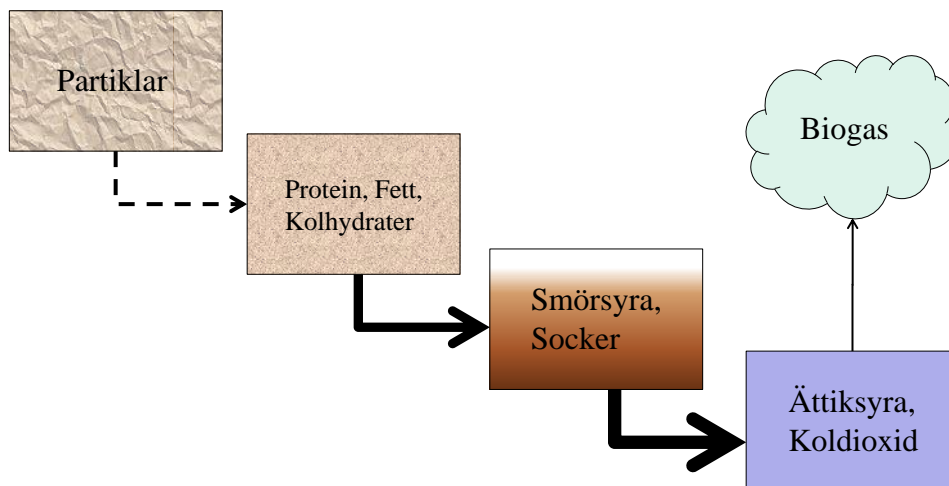 Partiklar
Biogas
Protein, Fett,
Kolhydrater
Smörsyra,
Socker
Ättiksyra,
Koldioxid